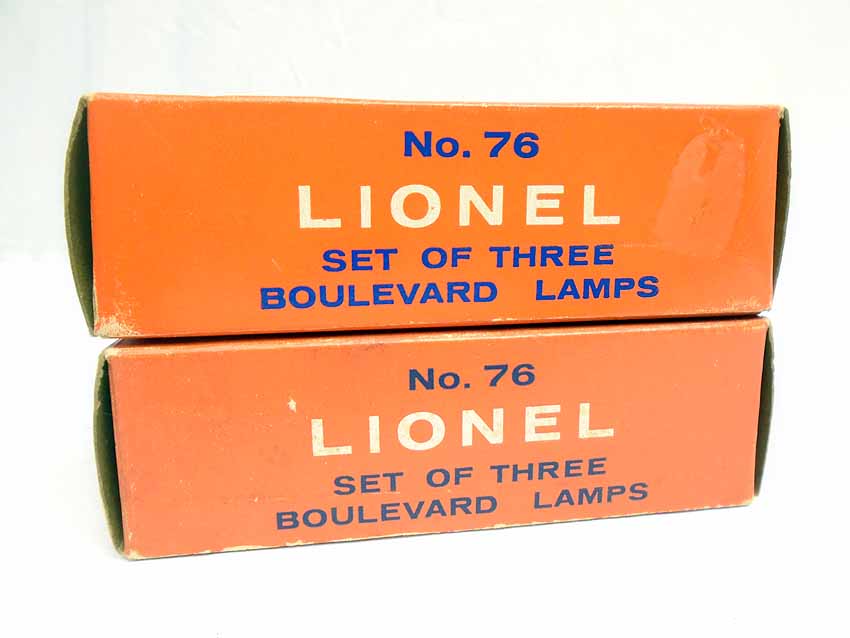 No. 76
LIONEL
SET OF THREE
BOULEVARD LAMPS
No. 76
LIONEL
SET OF THREE
BOULEVARD LAMPS